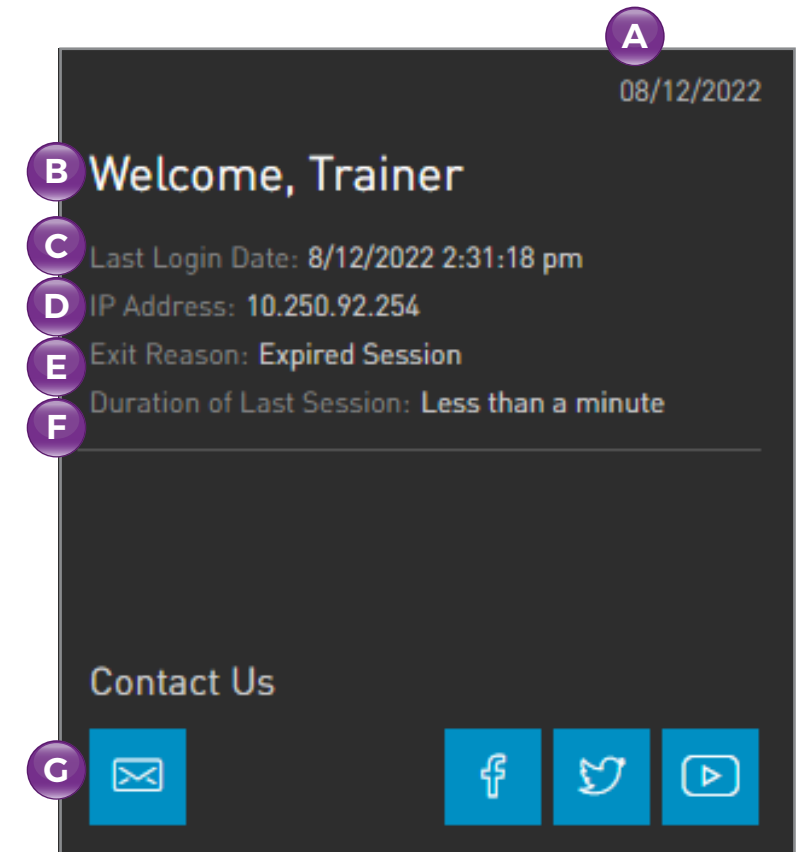 A
08/12/2022
B Welcome, Trainer
C Last Login Date: 8/12/2022 2:31:18 pm
D IP Address: 10.250.92.254
E Exit Reason: Expired Session
F Duration of Last Session: Less than a minute
Contact Us
G